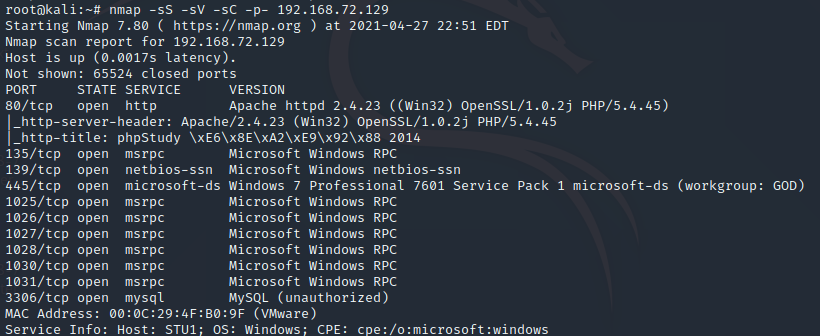 root@kali:~# nmap -sS -sV -sC -p- 192.168.72.129
Starting Nmap 7.80 ( https://nmap.org ) at 2021-04-27 22:51 EDT
Nmap scan report for 192.168.72.129
Host is up (0.0017s latency).
Not shown: 65524 closed ports
PORT     STATE SERVICE      VERSION
80/tcp   open  http         Apache httpd 2.4.23 ((Win32) OpenSSL/1.0.2j PHP/5.4.45)
|_http-server-header: Apache/2.4.23 (Win32) OpenSSL/1.0.2j PHP/5.4.45
|_http-title: phpStudy \xE6\x8E\xA2\xE9\x92\x88 2014
135/tcp  open  msrpc        Microsoft Windows RPC
139/tcp  open  netbios-ssn  Microsoft Windows netbios-ssn
445/tcp  open  microsoft-ds Windows 7 Professional 7601 Service Pack 1 microsoft-ds (workgroup: GOD)
1025/tcp open  msrpc        Microsoft Windows RPC
1026/tcp open  msrpc        Microsoft Windows RPC
1027/tcp open  msrpc        Microsoft Windows RPC
1028/tcp open  msrpc        Microsoft Windows RPC
1030/tcp open  msrpc        Microsoft Windows RPC
1031/tcp open  msrpc        Microsoft Windows RPC
3306/tcp open  mysql        MySQL (unauthorized)
MAC Address: 00:0C:29:4F:B0:9F (VMware)
Service Info: Host: STU1; OS: Windows; CPE: cpe:/o:microsoft:windows